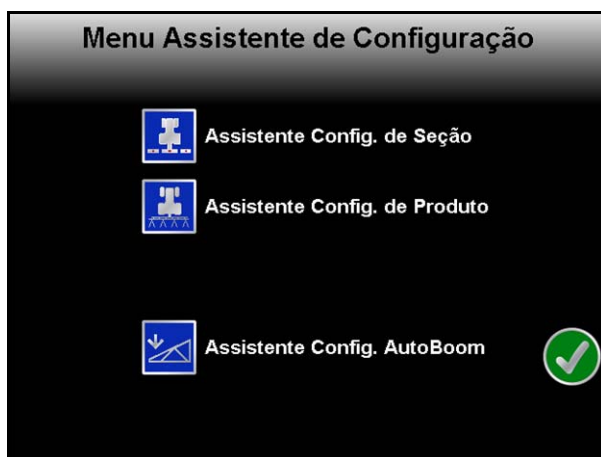 Menu Assistente de Configuração
Assistente Config. de Seção
Assistente Config. de Produto
Assistente Config. AutoBoom